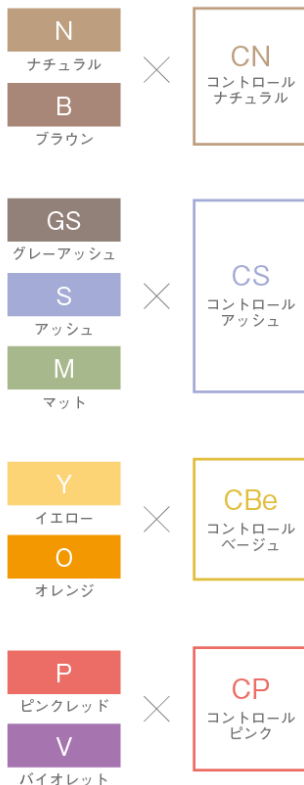 N
ナチュラル
B
ブラウン
×
CN
コントロール
ナチュラル
GS
グレーアッシュ
S
アッシュ
M
マット
×
CS
コントロール
アッシュ
Y
イエロー
O
オレンジ
×
CBe
コントロール
ベージュ
P
ピンクレッド
V
バイオレット
×
CP
コントロール
ピンク